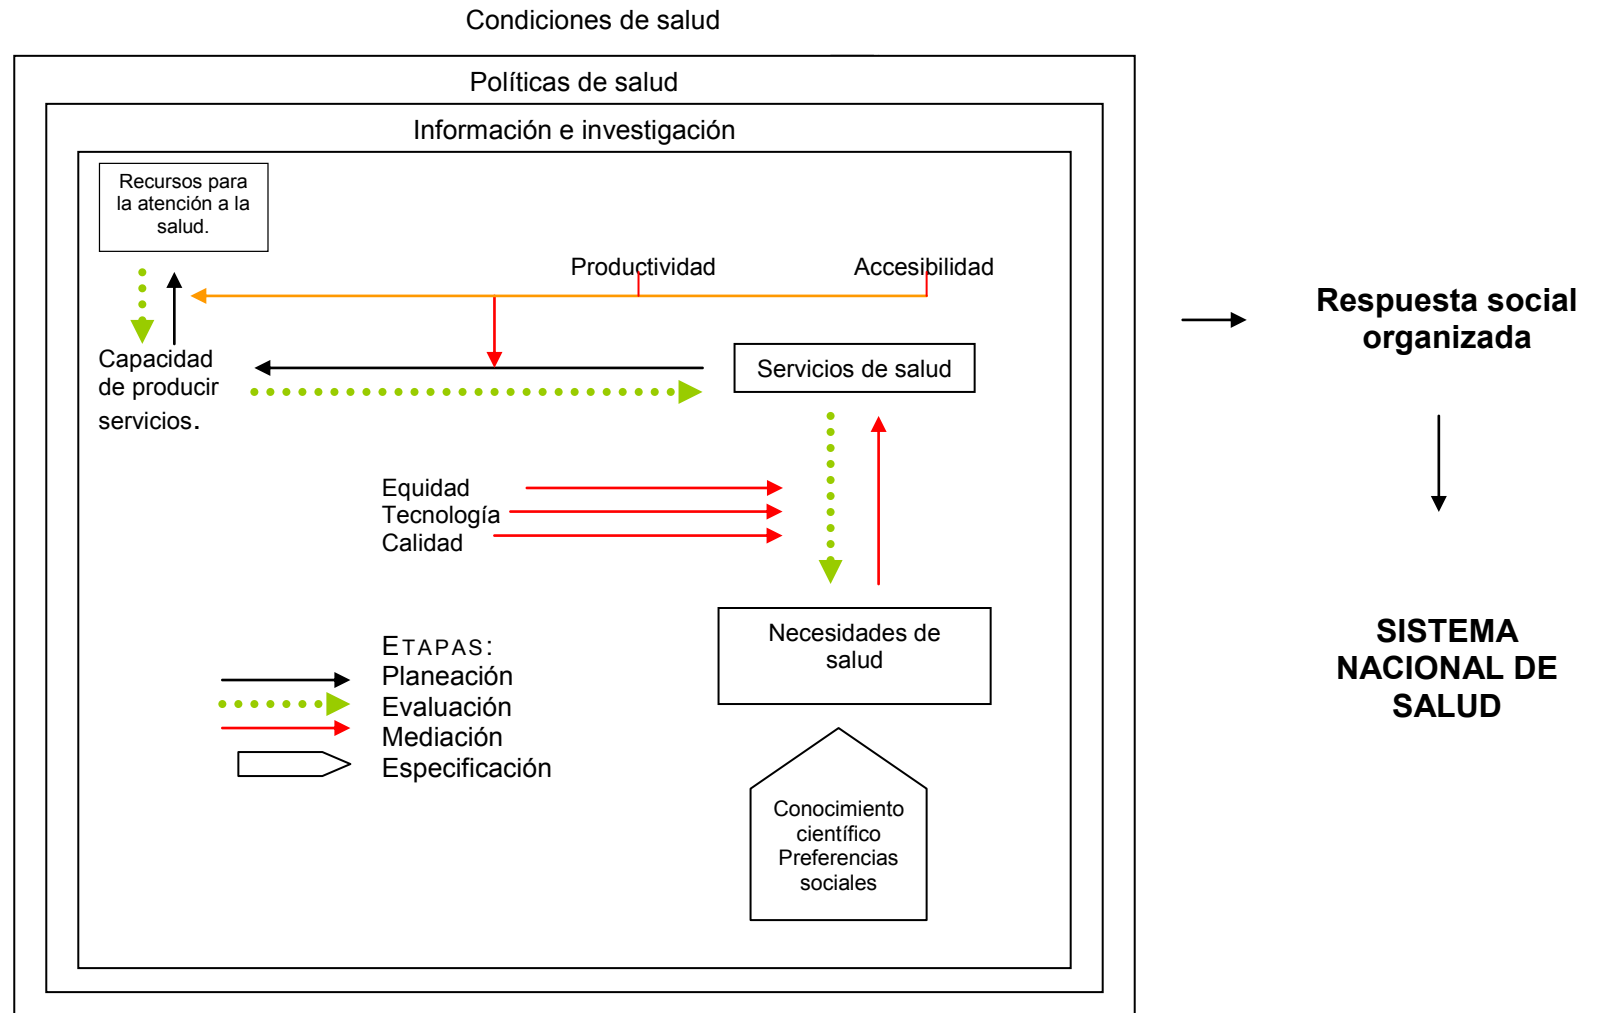 Condiciones de salud
Políticas de salud
Información e investigación
Recursos para
la atención a la
salud.
Productividad
Accesibilidad
Capacidad
de producir
servicios.
Servicios de salud
Equidad
Tecnología
Calidad
Necesidades de
salud
ETAPAS:
Planeación
Evaluación
Mediación
Especificación
Conocimiento
científico
Preferencias
sociales
Respuesta social
organizada
SISTEMA
NACIONAL DE
SALUD